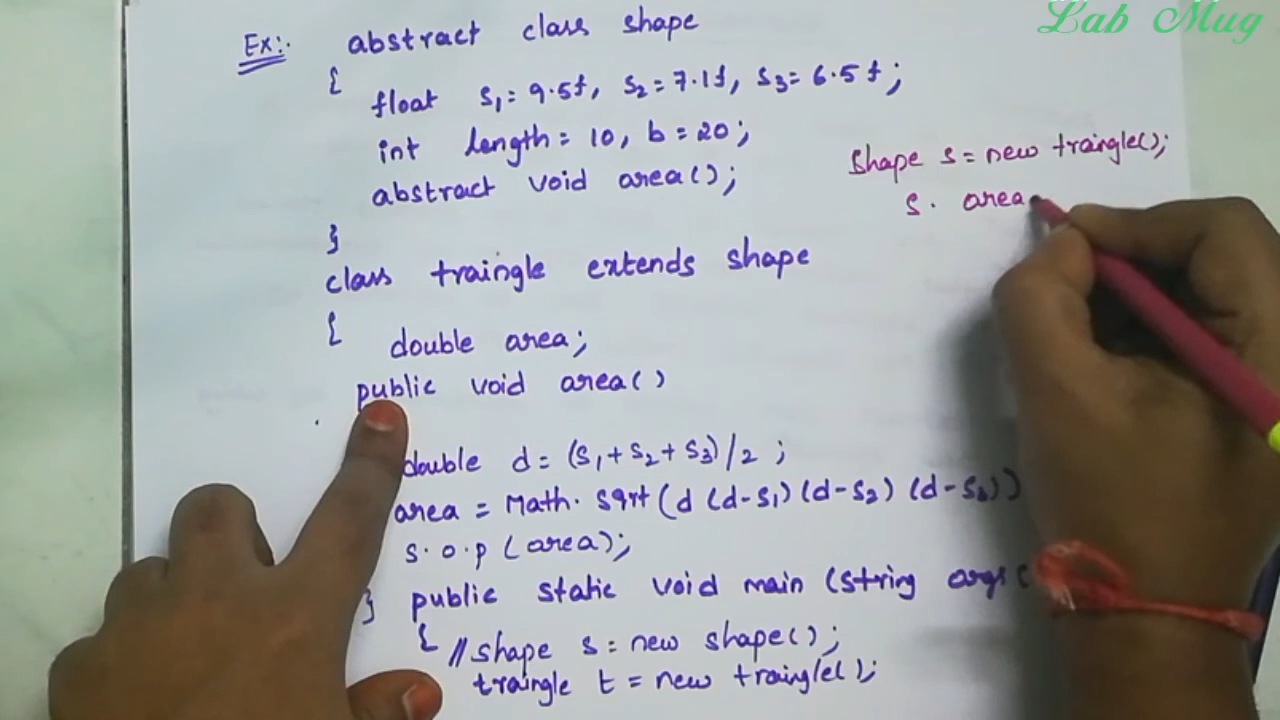 Lab Mug
Ex:- abstract class shape
{
float s1 = 9.5f, s2 = 7.1f, s3 = 6.5f;
int length = 10, b = 20;
abstract void area();
}
shape s = new traingle();
s. area
class traingle extends shape
{ double area;
public void area()
double d = (s1+s2+s3)/2 ;
area = Math. sqrt (d (d-s1) (d-s2) (d-s3))
s.o.p (area);
} public static void main (string args
{ // shape s = new shape();
traingle t = new traingle();